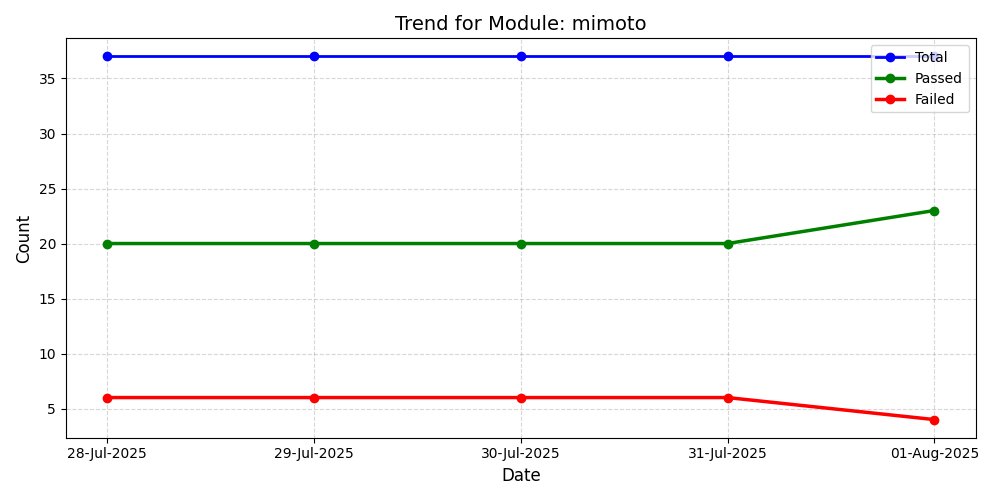 Trend for Module: mimoto
Total
Passed
Failed
Count
35
30
25
20
15
10
5
28-Jul-2025
29-Jul-2025
30-Jul-2025
31-Jul-2025
01-Aug-2025
Date